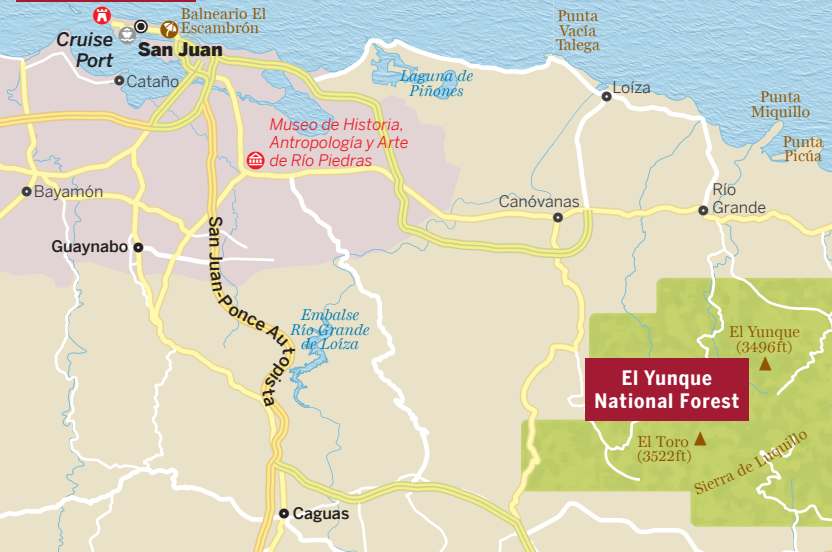 Balneario El
Escambrón
Cruise
Port
San Juan
Cataño
Laguna de
Piñones
Punta
Vacía
Talega
Loíza
Punta
Miquillo
Punta
Picúa
Museo de Historia,
Antropología y Arte
de Río Piedras
Bayamón
Canóvanas
Río
Grande
Guaynabo
San Juan-Ponce Autopista
Embalse
Río Grande
de Loíza
El Yunque
(3496ft)
El Yunque
National Forest
El Toro
(3522ft)
Sierra de Luquillo
Caguas